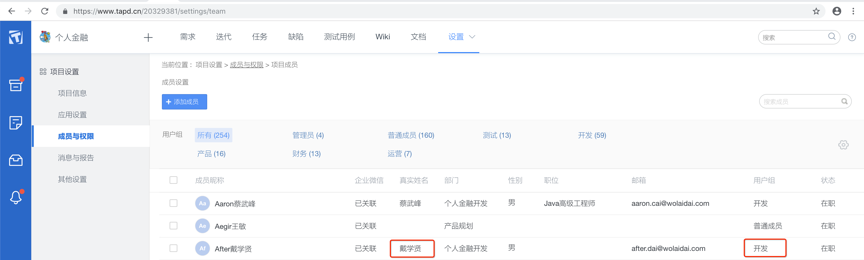 https://www.tapd.cn/20329381/settings/team
个人金融 需求 迭代 任务 缺陷 测试用例 Wiki 文档 设置 搜索
项目设置
项目信息
应用设置
成员与权限
消息与报告
其他设置
当前位置： 项目设置 > 成员与权限 > 项目成员
成员设置
+ 添加成员 搜索成员
用户组 所有 (254) 管理员 (4) 普通成员 (160) 测试 (13) 开发 (59)
产品 (16) 财务 (13) 运营 (7)
成员昵称 企业微信 真实姓名 部门 性别 职位 邮箱 用户组 状态
Aa Aaron蔡武峰 已关联 蔡武峰 个人金融开发 男 Java高级工程师 aaron.cai@wolaidai.com 开发 在职
Ae Aegir王敏 已关联 产品规划 普通成员 在职
Af After戴学贤 已关联 戴学贤 个人金融开发 男 after.dai@wolaidai.com 开发 在职